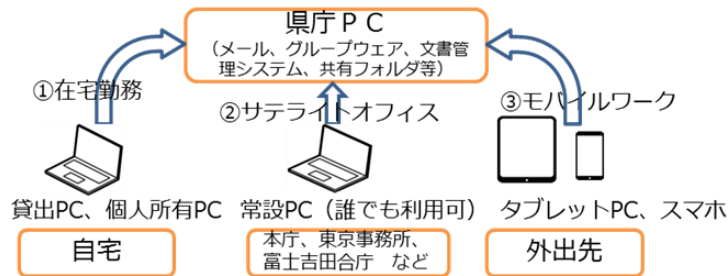 県庁ＰＣ
（メール、グループウェア、文書管
理システム、共有フォルダ等）
①在宅勤務
②サテライトオフィス
③モバイルワーク
貸出PC、個人所有PC
常設PC（誰でも利用可）
タブレットPC、スマホ
自宅
本庁、東京事務所、
富士吉田合庁　など
外出先